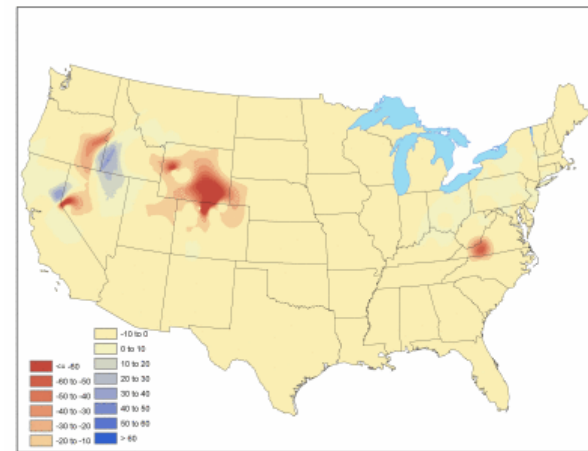 <= -60
-60 to -50
-50 to -40
-40 to -30
-30 to -20
-20 to -10
-10 to 0
0 to 10
10 to 20
20 to 30
30 to 40
40 to 50
50 to 60
> 60